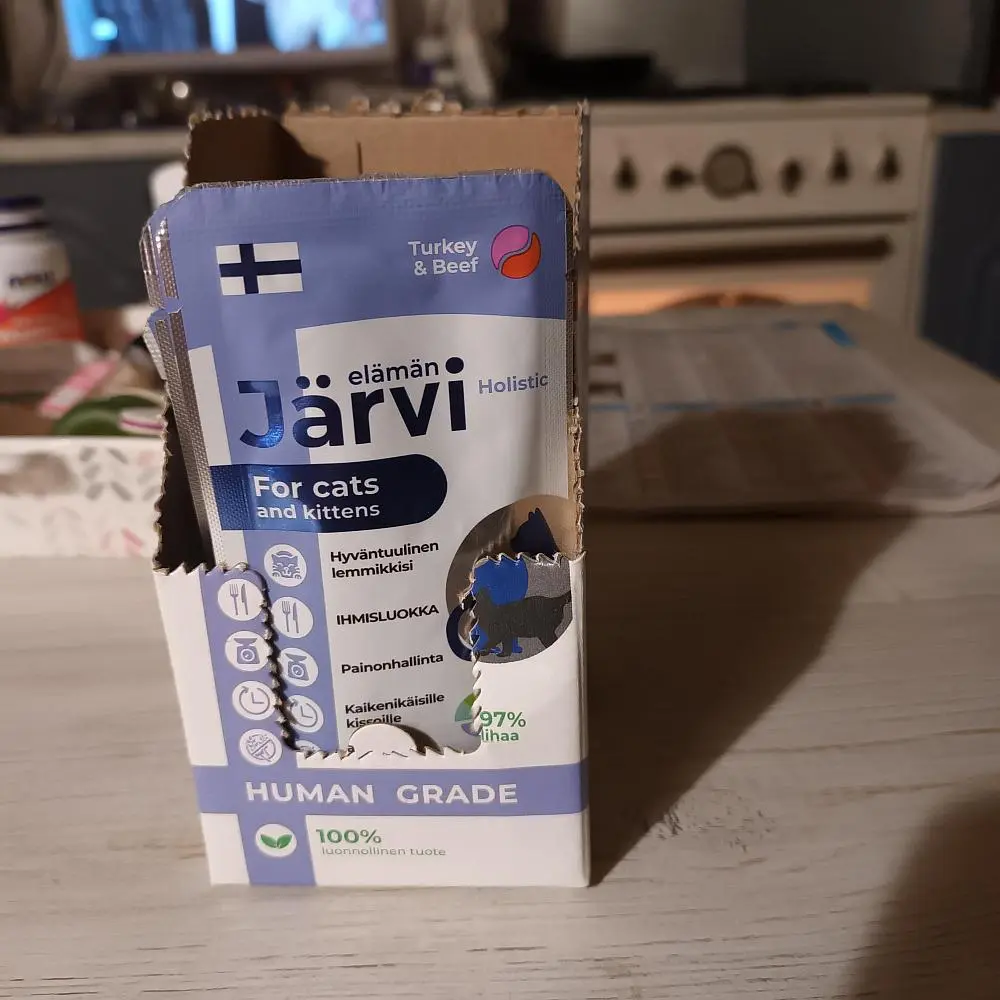 Turkey
& Beef
elämän
Järvi
Holistic
For cats
and kittens
Hyväntuulinen
lemmikkisi
IHMISLUOKKA
Painonhallinta
Kaikenikäisille
kissoille
97%
lihaa
HUMAN GRADE
100%
luonnollinen tuote